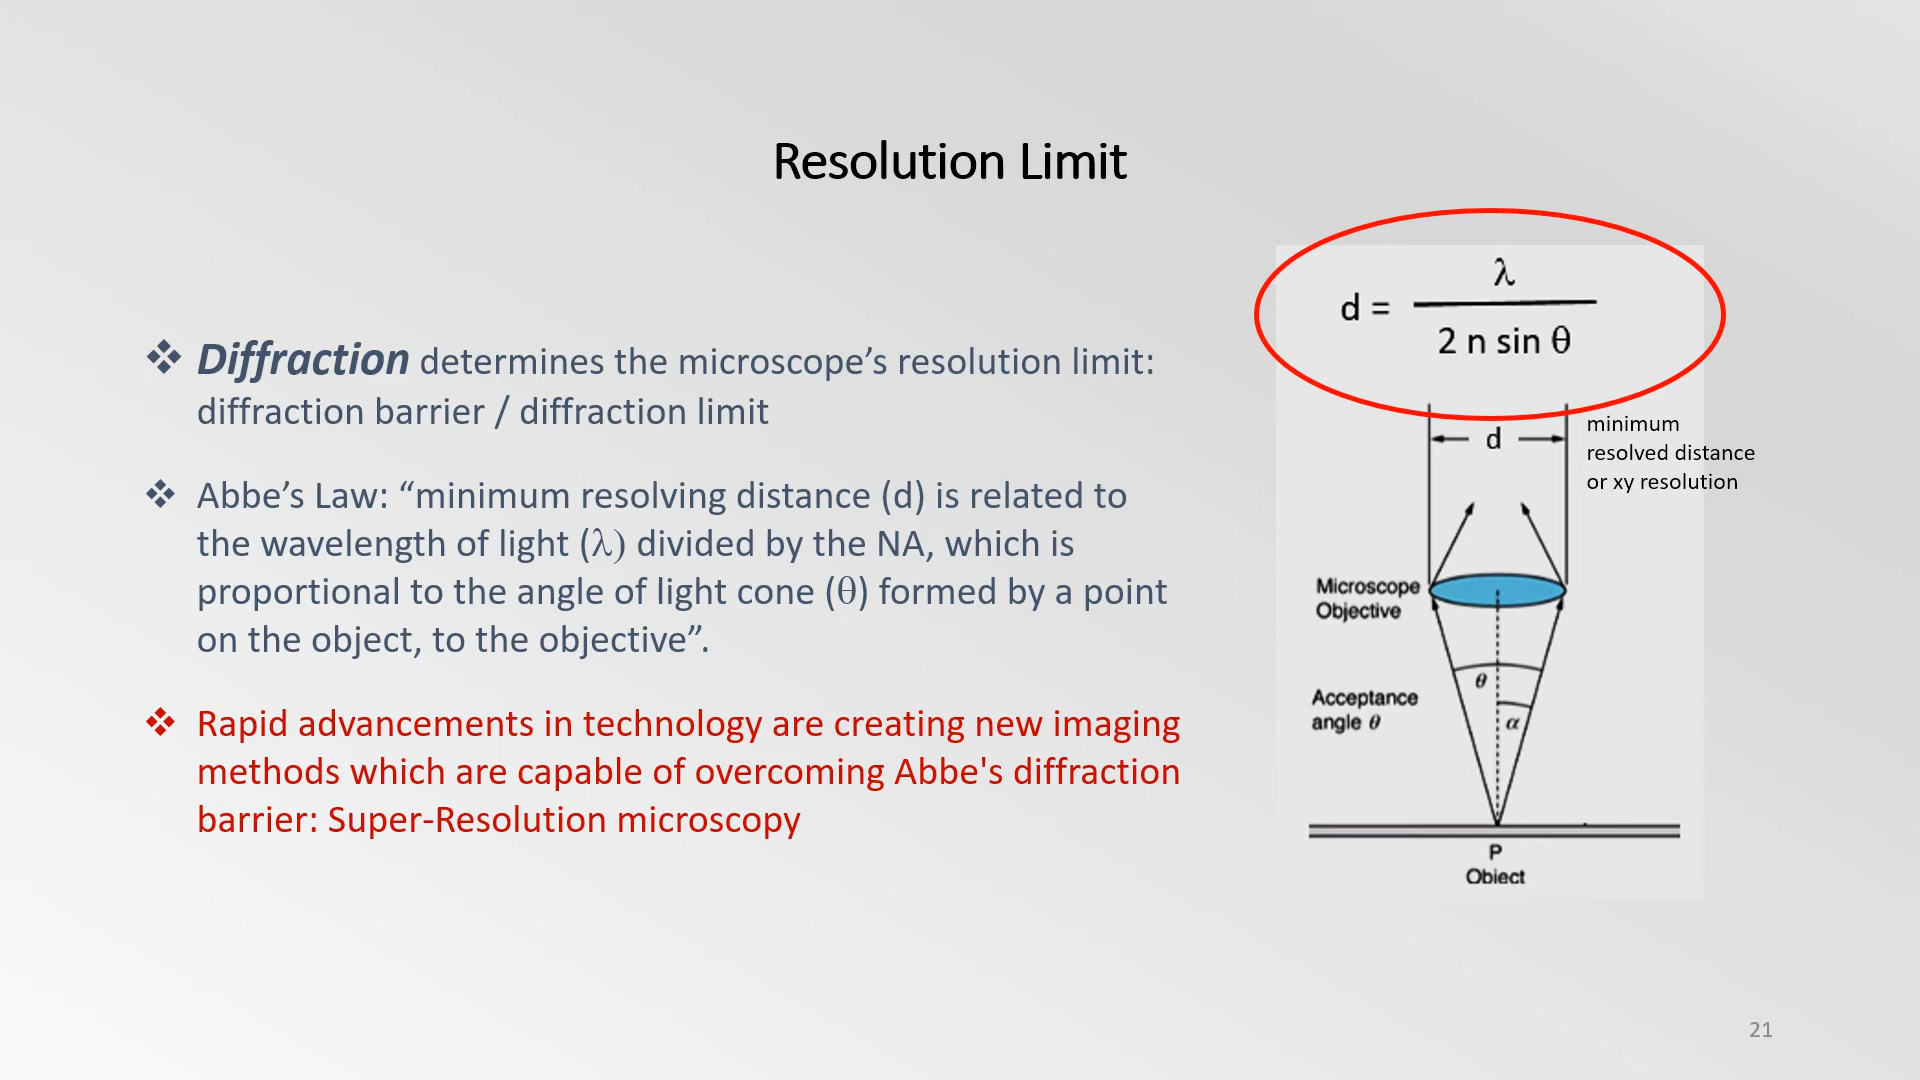 Resolution Limit
❖ Diffraction determines the microscope’s resolution limit:
diffraction barrier / diffraction limit
❖ Abbe’s Law: “minimum resolving distance (d) is related to
the wavelength of light (λ) divided by the NA, which is
proportional to the angle of light cone (θ) formed by a point
on the object, to the objective”.
❖ Rapid advancements in technology are creating new imaging
methods which are capable of overcoming Abbe's diffraction
barrier: Super-Resolution microscopy
λ
d =
2 n sin θ
d
minimum
resolved distance
or xy resolution
Microscope
Objective
θ
Acceptance
angle θ
α
P
Object
21